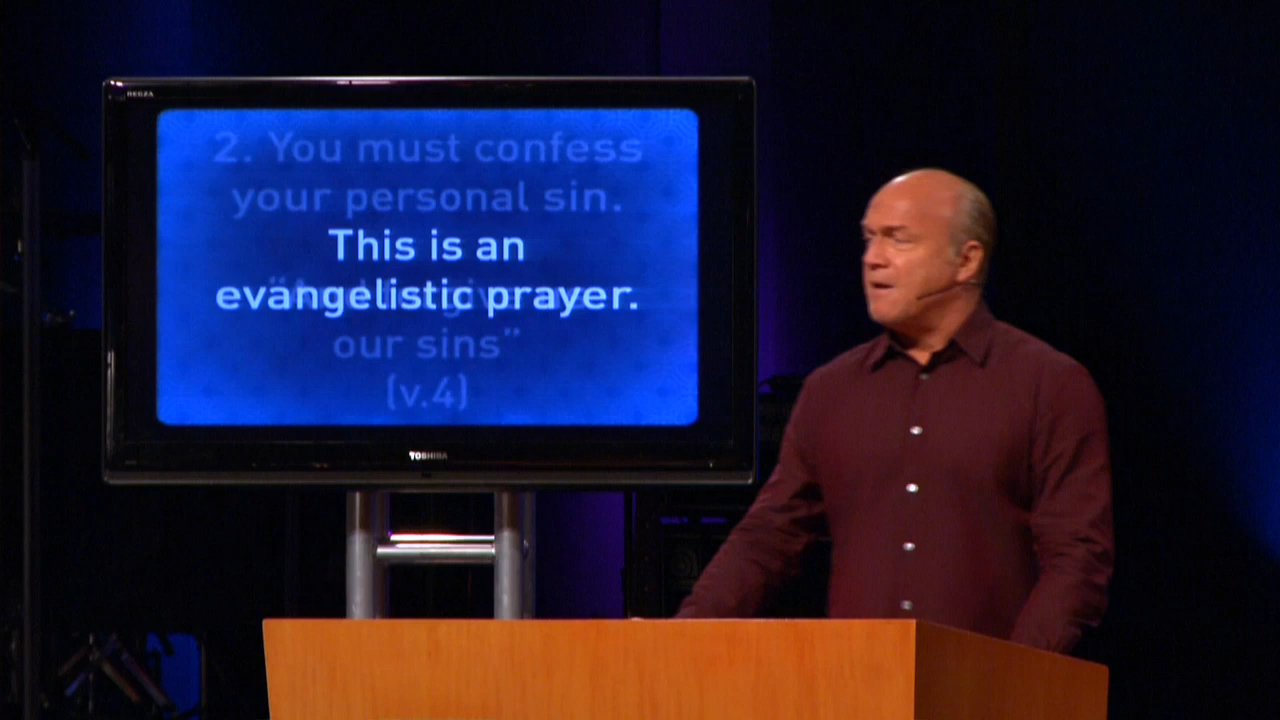 REGZA
2. You must confess
your personal sin.
This is an
evangelistic prayer.
our sins”
(v.4)
TOSHIBA